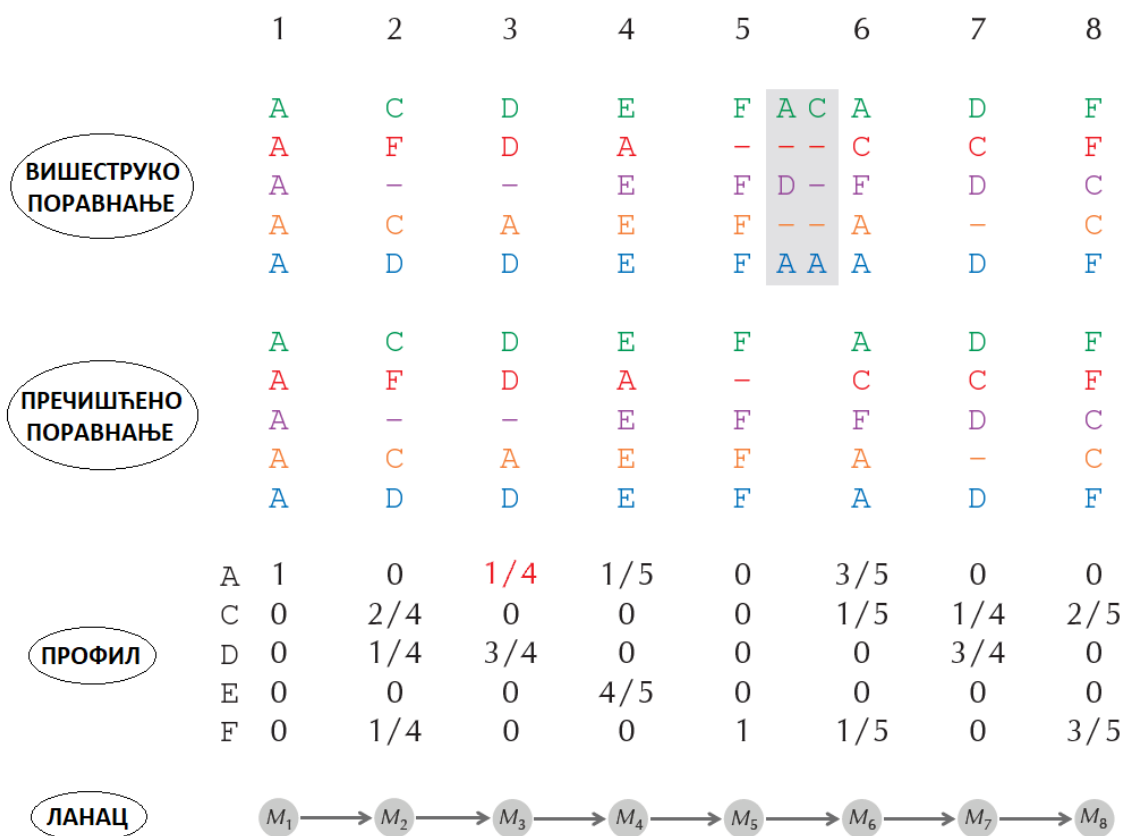 1 2 3 4 5 6 7 8
A C D E F A C A D F
A F D A - - - C C F
ВИШЕСТРУКО
ПОРАВНАЊЕ
A - - E F D - F D C
A C A E F - - A - C
A D D E F A A A D F
A C D E F A D F
A F D A - C C F
ПРЕЧИШЋЕНО
ПОРАВНАЊЕ
A - - E F F D C
A C A E F A - C
A D D E F A D F
A 1 0 1/4 1/5 0 3/5 0 0
C 0 2/4 0 0 0 1/5 1/4 2/5
ПРОФИЛ
D 0 1/4 3/4 0 0 0 3/4 0
E 0 0 0 4/5 0 0 0 0
F 0 1/4 0 0 1 1/5 0 3/5
ЛАНАЦ
M1 M2 M3 M4 M5 M6 M7 M8